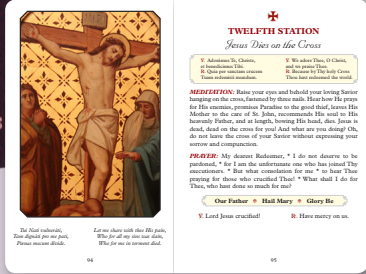 Tui Nati vulneráti,
Tam dignáti pro me pati,
Pœnas mecum divide.
Let me share with thee His pain,
Who for all my sins was slain,
Who for me in torment died.
94
TWELFTH STATION
Jesus Dies on the Cross
V. Adoramus Te, Christe,
et benedicimus Tibi.
R. Quia per sanctam crucem
Tuam redemisti mundum.
V. We adore Thee, O Christ,
and we praise Thee.
R. Because by Thy holy Cross
Thou hast redeemed the world.
MEDITATION: Raise your eyes and behold your loving Savior
hanging on the cross, fastened by three nails. Hear how He prays
for His enemies, promises Paradise to the good thief, leaves His
Mother to the care of St. John, recommends His soul to His
heavenly Father, and at length, bowing His head, dies. Jesus is
dead, dead on the cross for you! And what are you doing? Oh,
do not leave the cross of your Savior without expressing your
sorrow and compunction.
PRAYER: My dearest Redeemer, * I do not deserve to be
pardoned, * for I am the unfortunate one who has joined Thy
executioners. * But what consolation for me * to hear Thee
praying for those who crucified Thee! * What shall I do for
Thee, who hast done so much for me?
Our Father ✦ Hail Mary ✦ Glory Be
V. Lord Jesus crucified!
R. Have mercy on us.
95